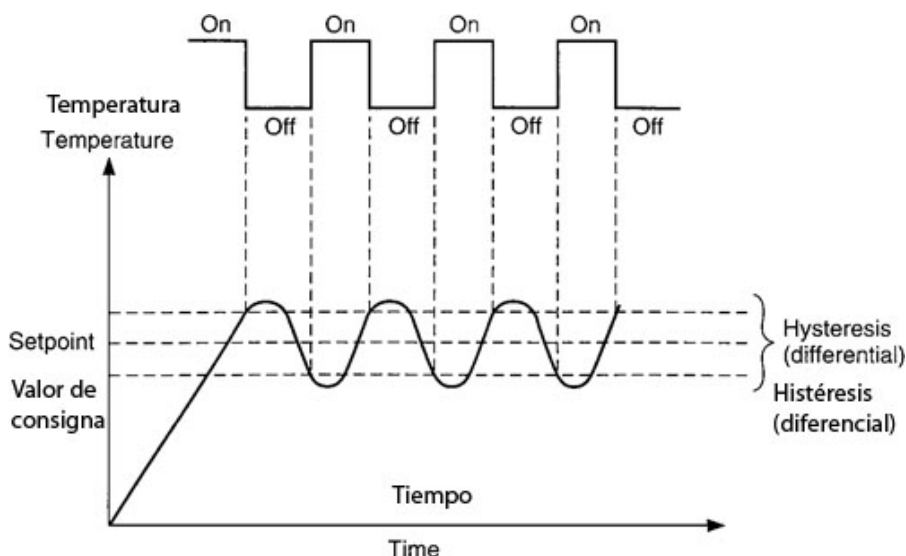 On
On
On
On
Temperatura
Off
Off
Off
Off
Temperature
Setpoint
Hysteresis
(differential)
Valor de
consigna
Histéresis
(diferencial)
Tiempo
Time